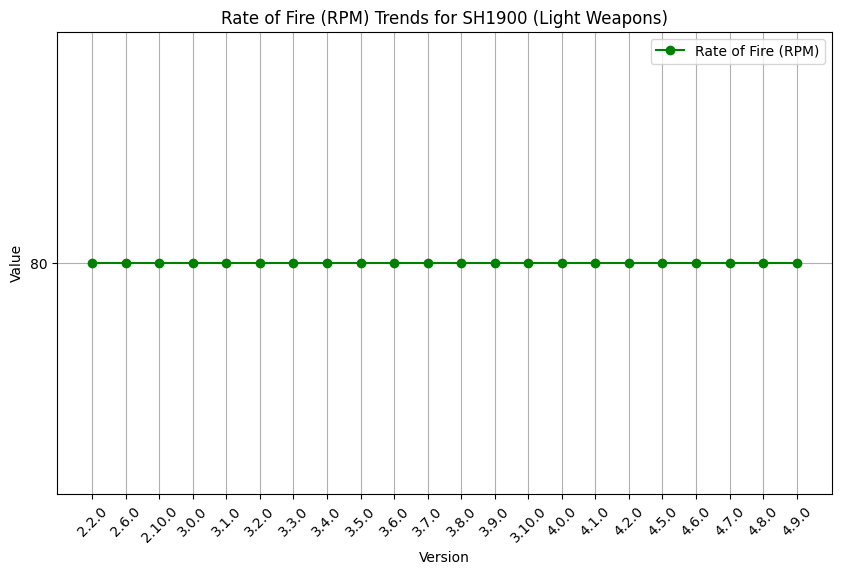 Rate of Fire (RPM) Trends for SH1900 (Light Weapons)
Rate of Fire (RPM)
Value
80
2.2.0 2.6.0 2.10.0 3.0.0 3.1.0 3.2.0 3.3.0 3.4.0 3.5.0 3.6.0 3.7.0 3.8.0 3.9.0 3.10.0 4.0.0 4.1.0 4.2.0 4.5.0 4.6.0 4.7.0 4.8.0 4.9.0
Version